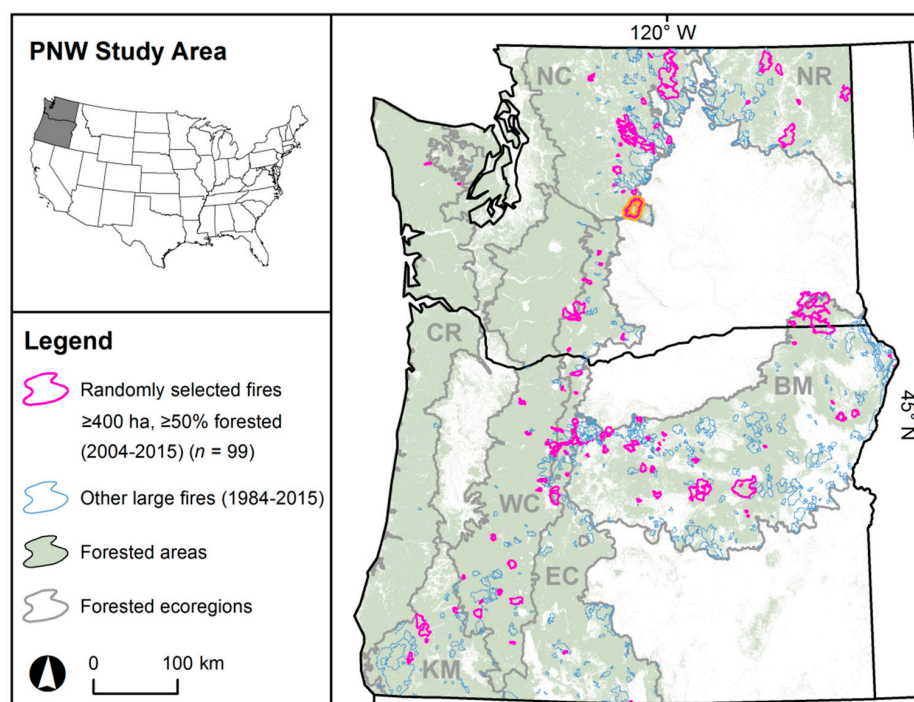 PNW Study Area
Legend
Randomly selected fires
≥400 ha, ≥50% forested
(2004-2015) (n = 99)
Other large fires (1984-2015)
Forested areas
Forested ecoregions
0 100 km
120° W
NC
NR
CR
BM
45° N
WC
EC
KM